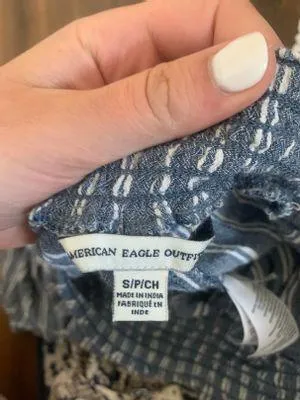 AMERICAN EAGLE OUTFI
S/P/CH
MADE IN INDIA
FABRIQUÉ EN
INDE